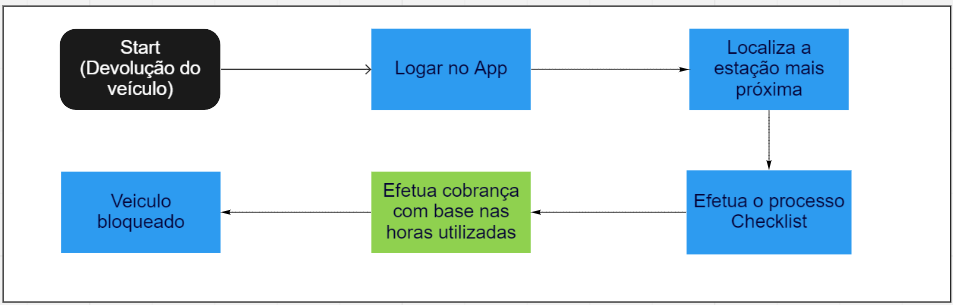 Start
(Devolução do
veículo)
Logar no App
Localiza a
estação mais
próxima
Efetua o processo
Checklist
Efetua cobrança
com base nas
horas utilizadas
Veiculo
bloqueado